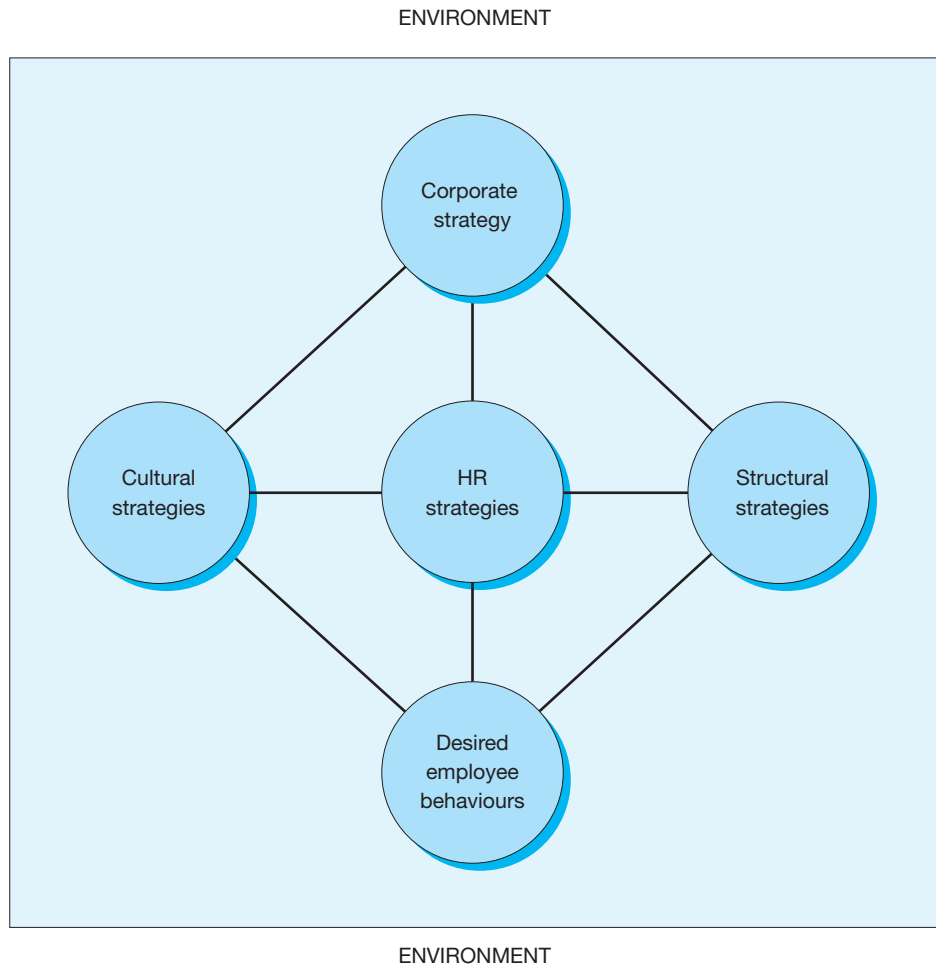 ENVIRONMENT
Corporate
strategy
Cultural
strategies
HR
strategies
Structural
strategies
Desired
employee
behaviours
ENVIRONMENT